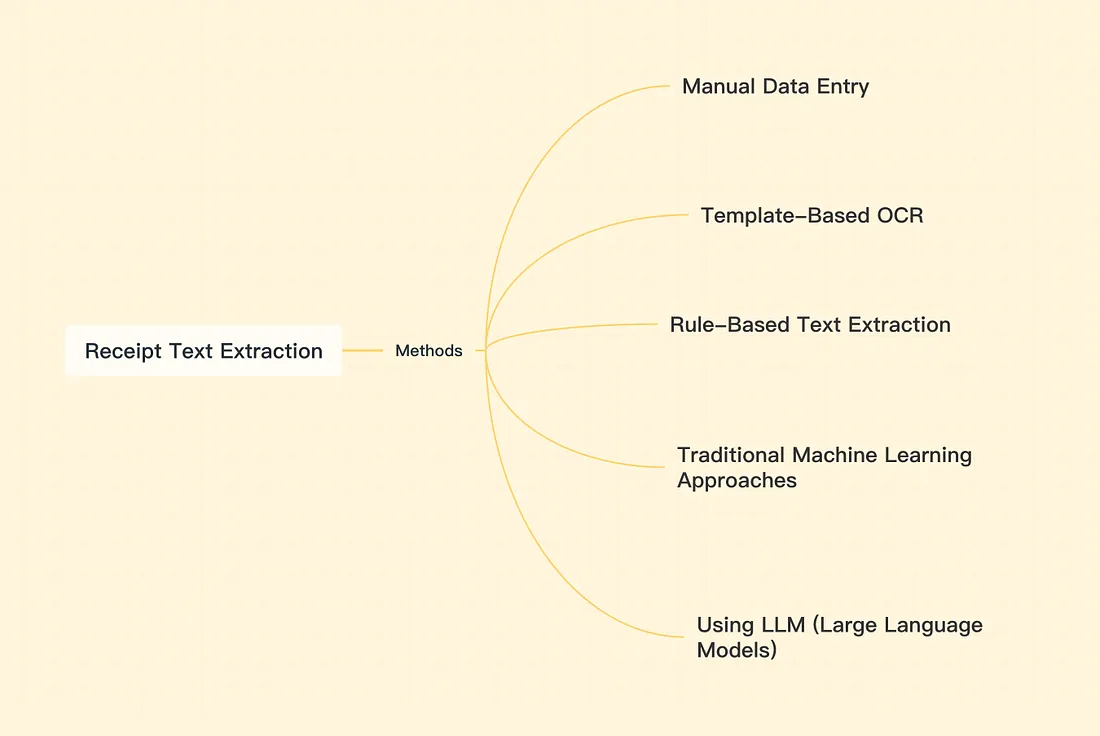 Manual Data Entry
Template–Based OCR
Rule–Based Text Extraction
Receipt Text Extraction
Methods
Traditional Machine Learning
Approaches
Using LLM (Large Language
Models)